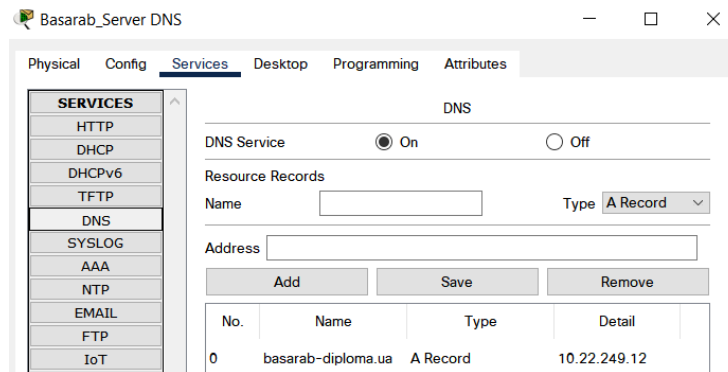 Basarab_Server DNS
Physical Config Services Desktop Programming Attributes
SERVICES
HTTP
DHCP
DHCPv6
TFTP
DNS
SYSLOG
AAA
NTP
EMAIL
FTP
IoT
DNS
DNS Service On Off
Resource Records
Name Type A Record
Address
Add Save Remove
No. Name Type Detail
0 basarab-diploma.ua A Record 10.22.249.12